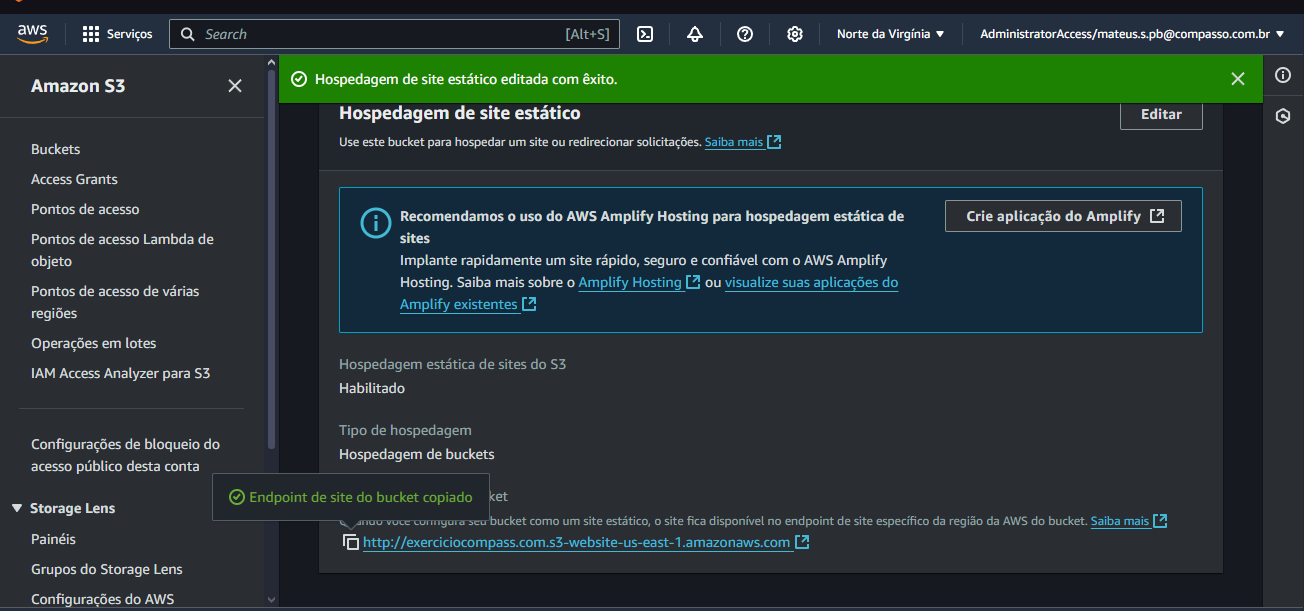 aws
Serviços
Search
[Alt+S]
Norte da Virgínia
AdministratorAccess/mateus.s.pb@compasso.com.br
Amazon S3
Buckets
Access Grants
Pontos de acesso
Pontos de acesso Lambda de
objeto
Pontos de acesso de várias
regiões
Operações em lotes
IAM Access Analyzer para S3
Configurações de bloqueio do
acesso público desta conta
Storage Lens
Painéis
Grupos do Storage Lens
Configurações do AWS
Hospedagem de site estático editada com êxito.
Hospedagem de site estático
Editar
Use este bucket para hospedar um site ou redirecionar solicitações. Saiba mais
Recomendamos o uso do AWS Amplify Hosting para hospedagem estática de
sites
Crie aplicação do Amplify
Implante rapidamente um site rápido, seguro e confiável com o AWS Amplify
Hosting. Saiba mais sobre o Amplify Hosting ou visualize suas aplicações do
Amplify existentes
Hospedagem estática de sites do S3
Habilitado
Tipo de hospedagem
Hospedagem de buckets
Endpoint de site do bucket copiado
ket
Quando você configura seu bucket como um site estático, o site fica disponível no endpoint de site específico da região da AWS do bucket. Saiba mais
http://exerciciocompass.com.s3-website-us-east-1.amazonaws.com